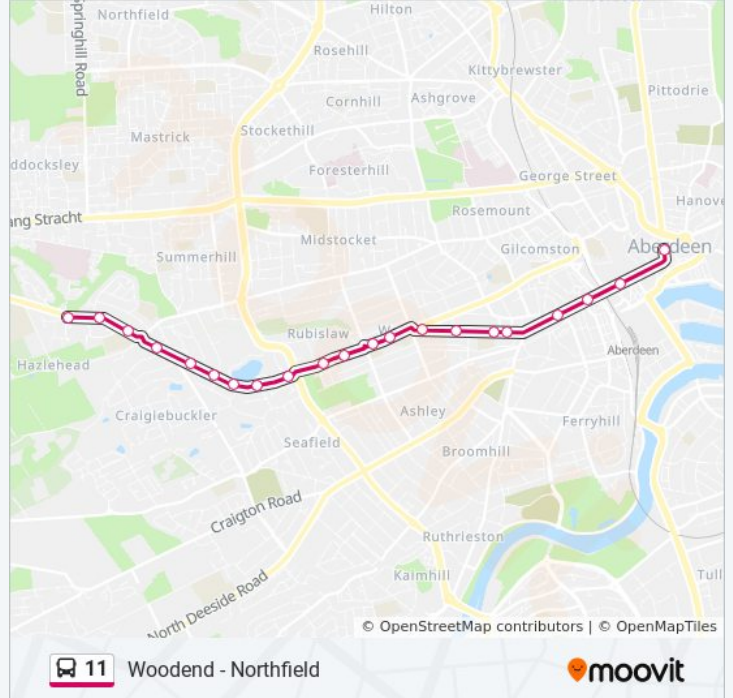 Hilton
Northfield
Springhill Road
Rosehill
Kittybrewster
Pittodrie
Cornhill
Ashgrove
Stockethill
Mastrick
ddocksley
Foresterhill
George Street
Hanove
Rosemount
ang Stracht
Midstocket
Gilcomston
Aberdeen
Summerhill
Rubislaw
W
Aberdeen
Hazlehead
Craiglebuckler
Ashley
Ferryhill
Seafield
Broomhill
Craigton Road
Ruthrieston
Kaimhill
Tull
North Deeside Road
© OpenStreetMap contributors | © OpenMapTiles
11 Woodend - Northfield
moovit